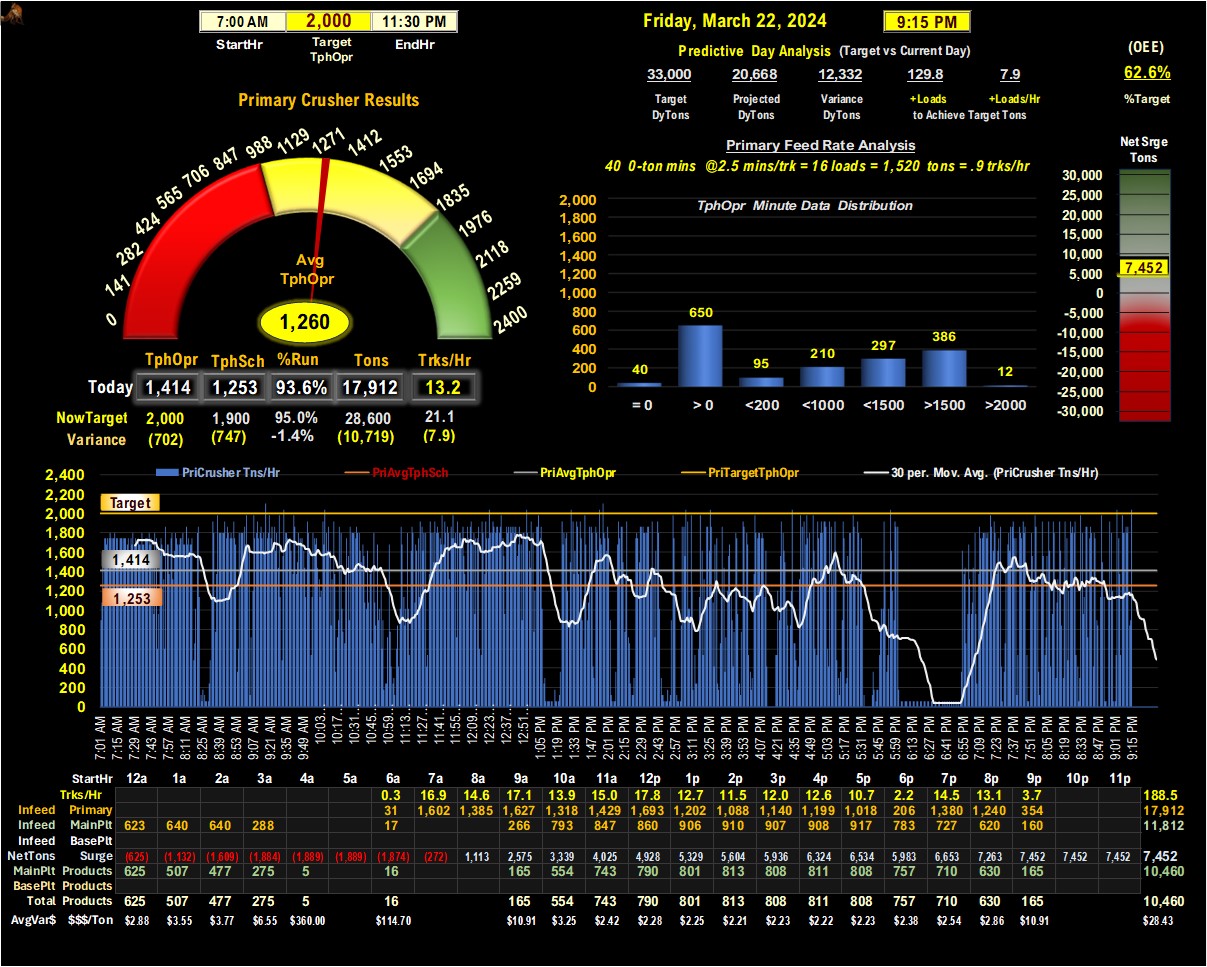 7:00 AM 2,000 11:30 PM
StartHr Target TphOpr EndHr
Friday, March 22, 2024 9:15 PM
Predictive Day Analysis (Target vs Current Day)
33,000 20,668 12,332 129.8 7.9
Target DyTons Projected DyTons Variance DyTons +Loads +Loads/Hr
to Achieve Target Tons
(OEE)
62.6%
%Target
Primary Crusher Results
0 141 282 424 565 706 847 988 1129 1271 1412 1553 1694 1835 1976 2118 2259 2400
Avg
TphOpr
1,260
TphOpr TphSch %Run Tons Trks/Hr
Today 1,414 1,253 93.6% 17,912 13.2
NowTarget 2,000 1,900 95.0% 28,600 21.1
Variance (702) (747) -1.4% (10,719) (7.9)
Primary Feed Rate Analysis
40 0-ton mins @2.5 mins/trk = 16 loads = 1,520 tons = .9 trks/hr
TphOpr Minute Data Distribution
2,000
1,800
1,600
1,400
1,200
1,000
800
600
400
200
0
40 650 95 210 297 386 12
= 0 > 0 <200 <1000 <1500 >1500 >2000
Net Srge
Tons
30,000
25,000
20,000
15,000
10,000
5,000
0
-5,000
-10,000
-15,000
-20,000
-25,000
-30,000
7,452
PriCrusher Tns/Hr PriAvgTphSch PriAvgTphOpr PriTargetTphOpr 30 per. Mov. Avg. (PriCrusher Tns/Hr)
2,400
2,200
2,000
1,800
1,600
1,400
1,200
1,000
800
600
400
200
0
Target
1,414
1,253
7:01 AM 7:15 AM 7:29 AM 7:43 AM 7:57 AM 8:11 AM 8:25 AM 8:39 AM 8:53 AM 9:07 AM 9:21 AM 9:35 AM 9:49 AM 10:03... 10:17... 10:31... 10:45... 10:59... 11:13... 11:27... 11:41... 11:55... 12:09... 12:23... 12:37... 12:51... 1:05 PM 1:19 PM 1:33 PM 1:47 PM 2:01 PM 2:15 PM 2:29 PM 2:43 PM 2:57 PM 3:11 PM 3:25 PM 3:39 PM 3:53 PM 4:07 PM 4:21 PM 4:35 PM 4:49 PM 5:03 PM 5:17 PM 5:31 PM 5:45 PM 5:59 PM 6:13 PM 6:27 PM 6:41 PM 6:55 PM 7:09 PM 7:23 PM 7:37 PM 7:51 PM 8:05 PM 8:19 PM 8:33 PM 8:47 PM 9:01 PM 9:15 PM
StartHr 12a 1a 2a 3a 4a 5a 6a 7a 8a 9a 10a 11a 12p 1p 2p 3p 4p 5p 6p 7p 8p 9p 10p 11p
Trks/Hr 0.3 16.9 14.6 17.1 13.9 15.0 17.8 12.7 11.5 12.0 12.6 10.7 2.2 14.5 13.1 3.7 188.5
Infeed Primary 31 1,602 1,385 1,627 1,318 1,429 1,693 1,202 1,088 1,140 1,199 1,018 206 1,380 1,240 354 17,912
Infeed MainPlt 623 640 640 288 17 266 793 847 860 906 910 907 908 917 783 727 620 160 11,812
Infeed BasePlt
NetTons Surge (625) (1,132) (1,609) (1,884) (1,889) (1,889) (1,874) (272) 1,113 2,575 3,339 4,025 4,928 5,329 5,604 5,936 6,324 6,534 5,983 6,653 7,263 7,452 7,452 7,452 7,452
MainPlt Products 625 507 477 275 5 16 165 554 743 790 801 813 808 811 808 757 710 630 165 10,460
BasePlt Products
Total Products 625 507 477 275 5 16 165 554 743 790 801 813 808 811 808 757 710 630 165 10,460
AvgVar$ $$$/Ton $2.88 $3.55 $3.77 $6.55 $360.00 $114.70 $10.91 $3.25 $2.42 $2.28 $2.25 $2.21 $2.23 $2.22 $2.23 $2.38 $2.54 $2.86 $10.91 $28.43